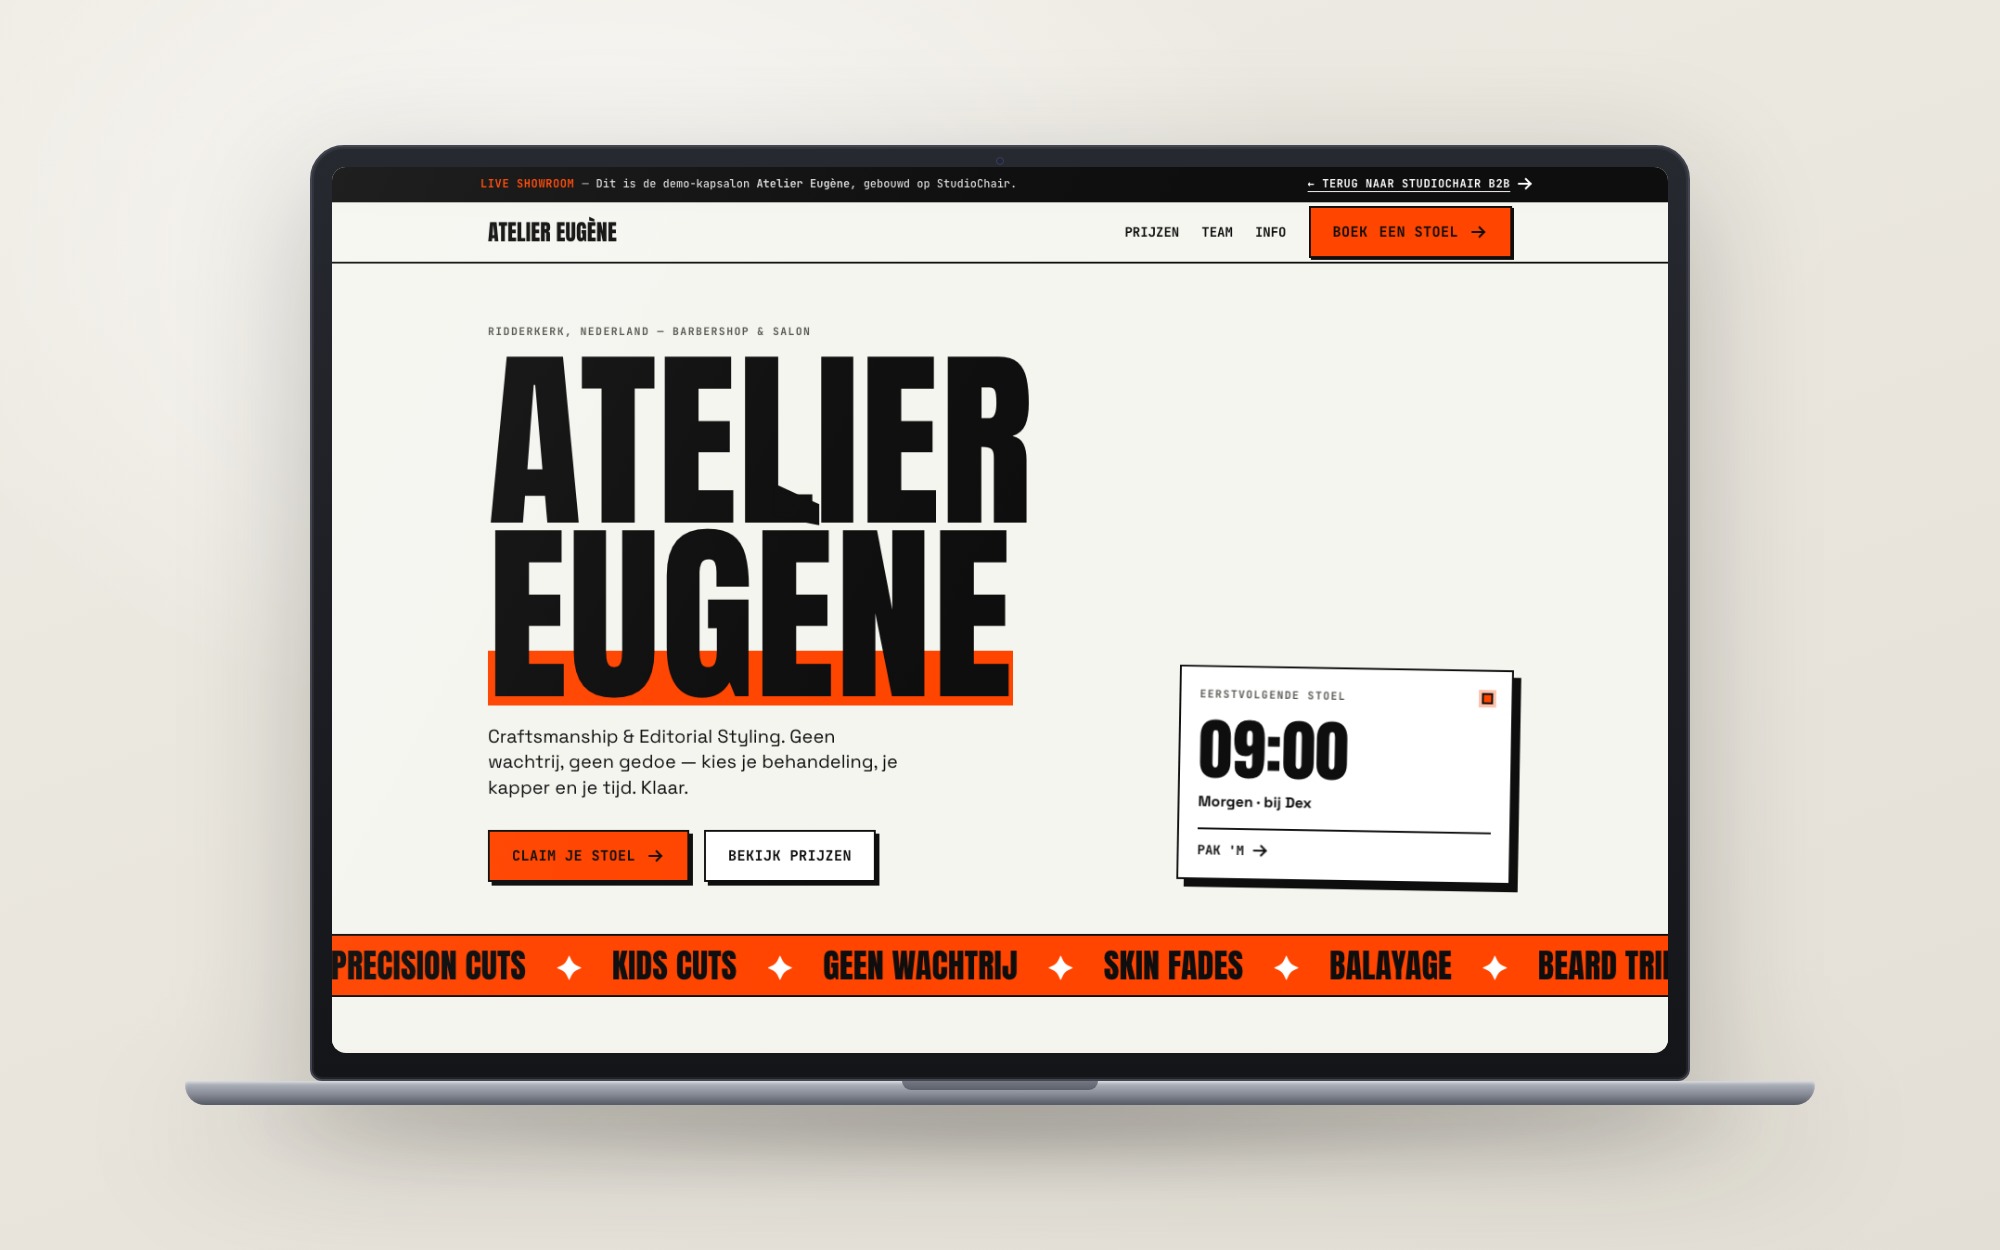 LIVE SHOWROOM — Dit is de demo-kapsalon Atelier Eugène, gebouwd op StudioChair.
← TERUG NAAR STUDIOCHAIR B2B →
ATELIER EUGÈNE
PRIJZEN TEAM INFO BOEK EEN STOEL →
RIDDERKERK, NEDERLAND — BARBERSHOP & SALON
ATELIER
EUGÈNE
Craftsmanship & Editorial Styling. Geen
wachtrij, geen gedoe — kies je behandeling, je
kapper en je tijd. Klaar.
CLAIM JE STOEL → BEKIJK PRIJZEN
EERSTVOLGENDE STOEL
09:00
Morgen · bij Dex
PAK 'M →
PRECISION CUTS ✦ KIDS CUTS ✦ GEEN WACHTRIJ ✦ SKIN FADES ✦ BALAYAGE ✦ BEARD